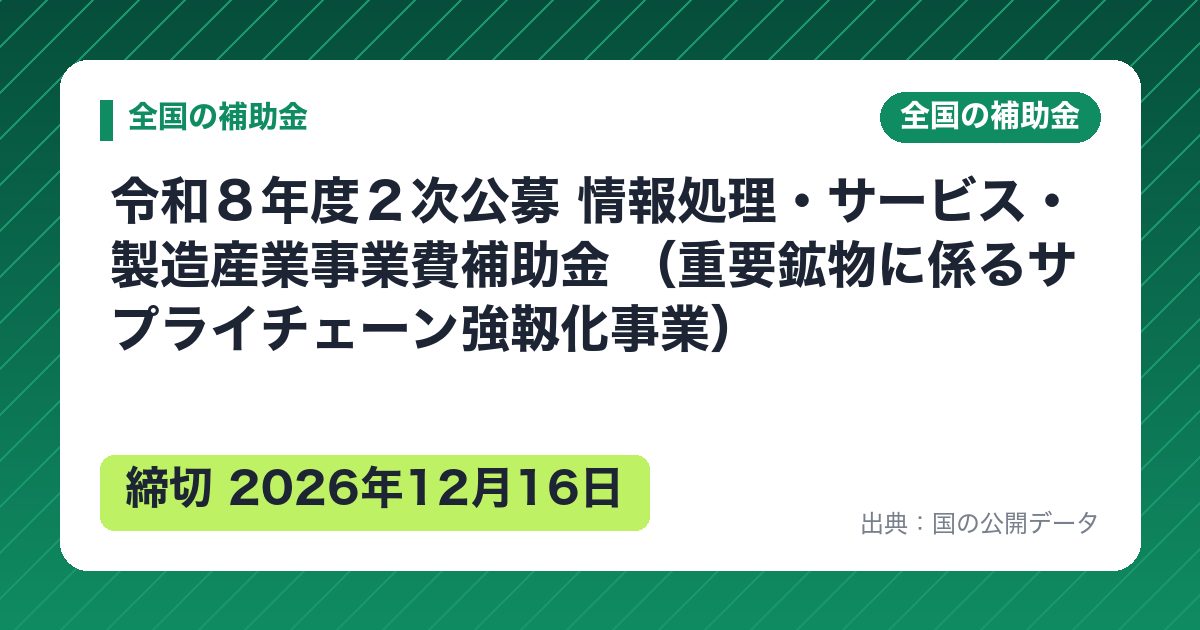 全国の補助金
全国の補助金
令和８年度２次公募 情報処理・サービス・
製造産業事業費補助金 （重要鉱物に係るサ
プライチェーン強靱化事業）
締切 2026年12月16日
出典：国の公開データ